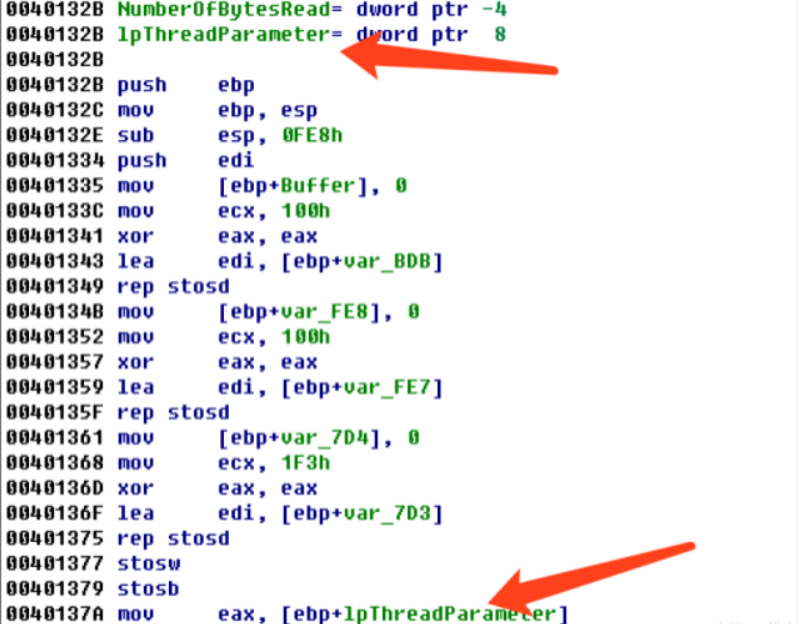 0040132B NumberOfBytesRead= dword ptr -4
0040132B lpThreadParameter= dword ptr  8
0040132B
0040132B push    ebp
0040132C mov     ebp, esp
0040132E sub     esp, 0FE8h
00401334 push    edi
00401335 mov     [ebp+Buffer], 0
0040133C mov     ecx, 100h
00401341 xor     eax, eax
00401343 lea     edi, [ebp+var_BDB]
00401349 rep stosd
0040134B mov     [ebp+var_FE8], 0
00401352 mov     ecx, 100h
00401357 xor     eax, eax
00401359 lea     edi, [ebp+var_FE7]
0040135F rep stosd
00401361 mov     [ebp+var_7D4], 0
00401368 mov     ecx, 1F3h
0040136D xor     eax, eax
0040136F lea     edi, [ebp+var_7D3]
00401375 rep stosd
00401377 stosw
00401379 stosb
0040137A mov     eax, [ebp+lpThreadParameter]